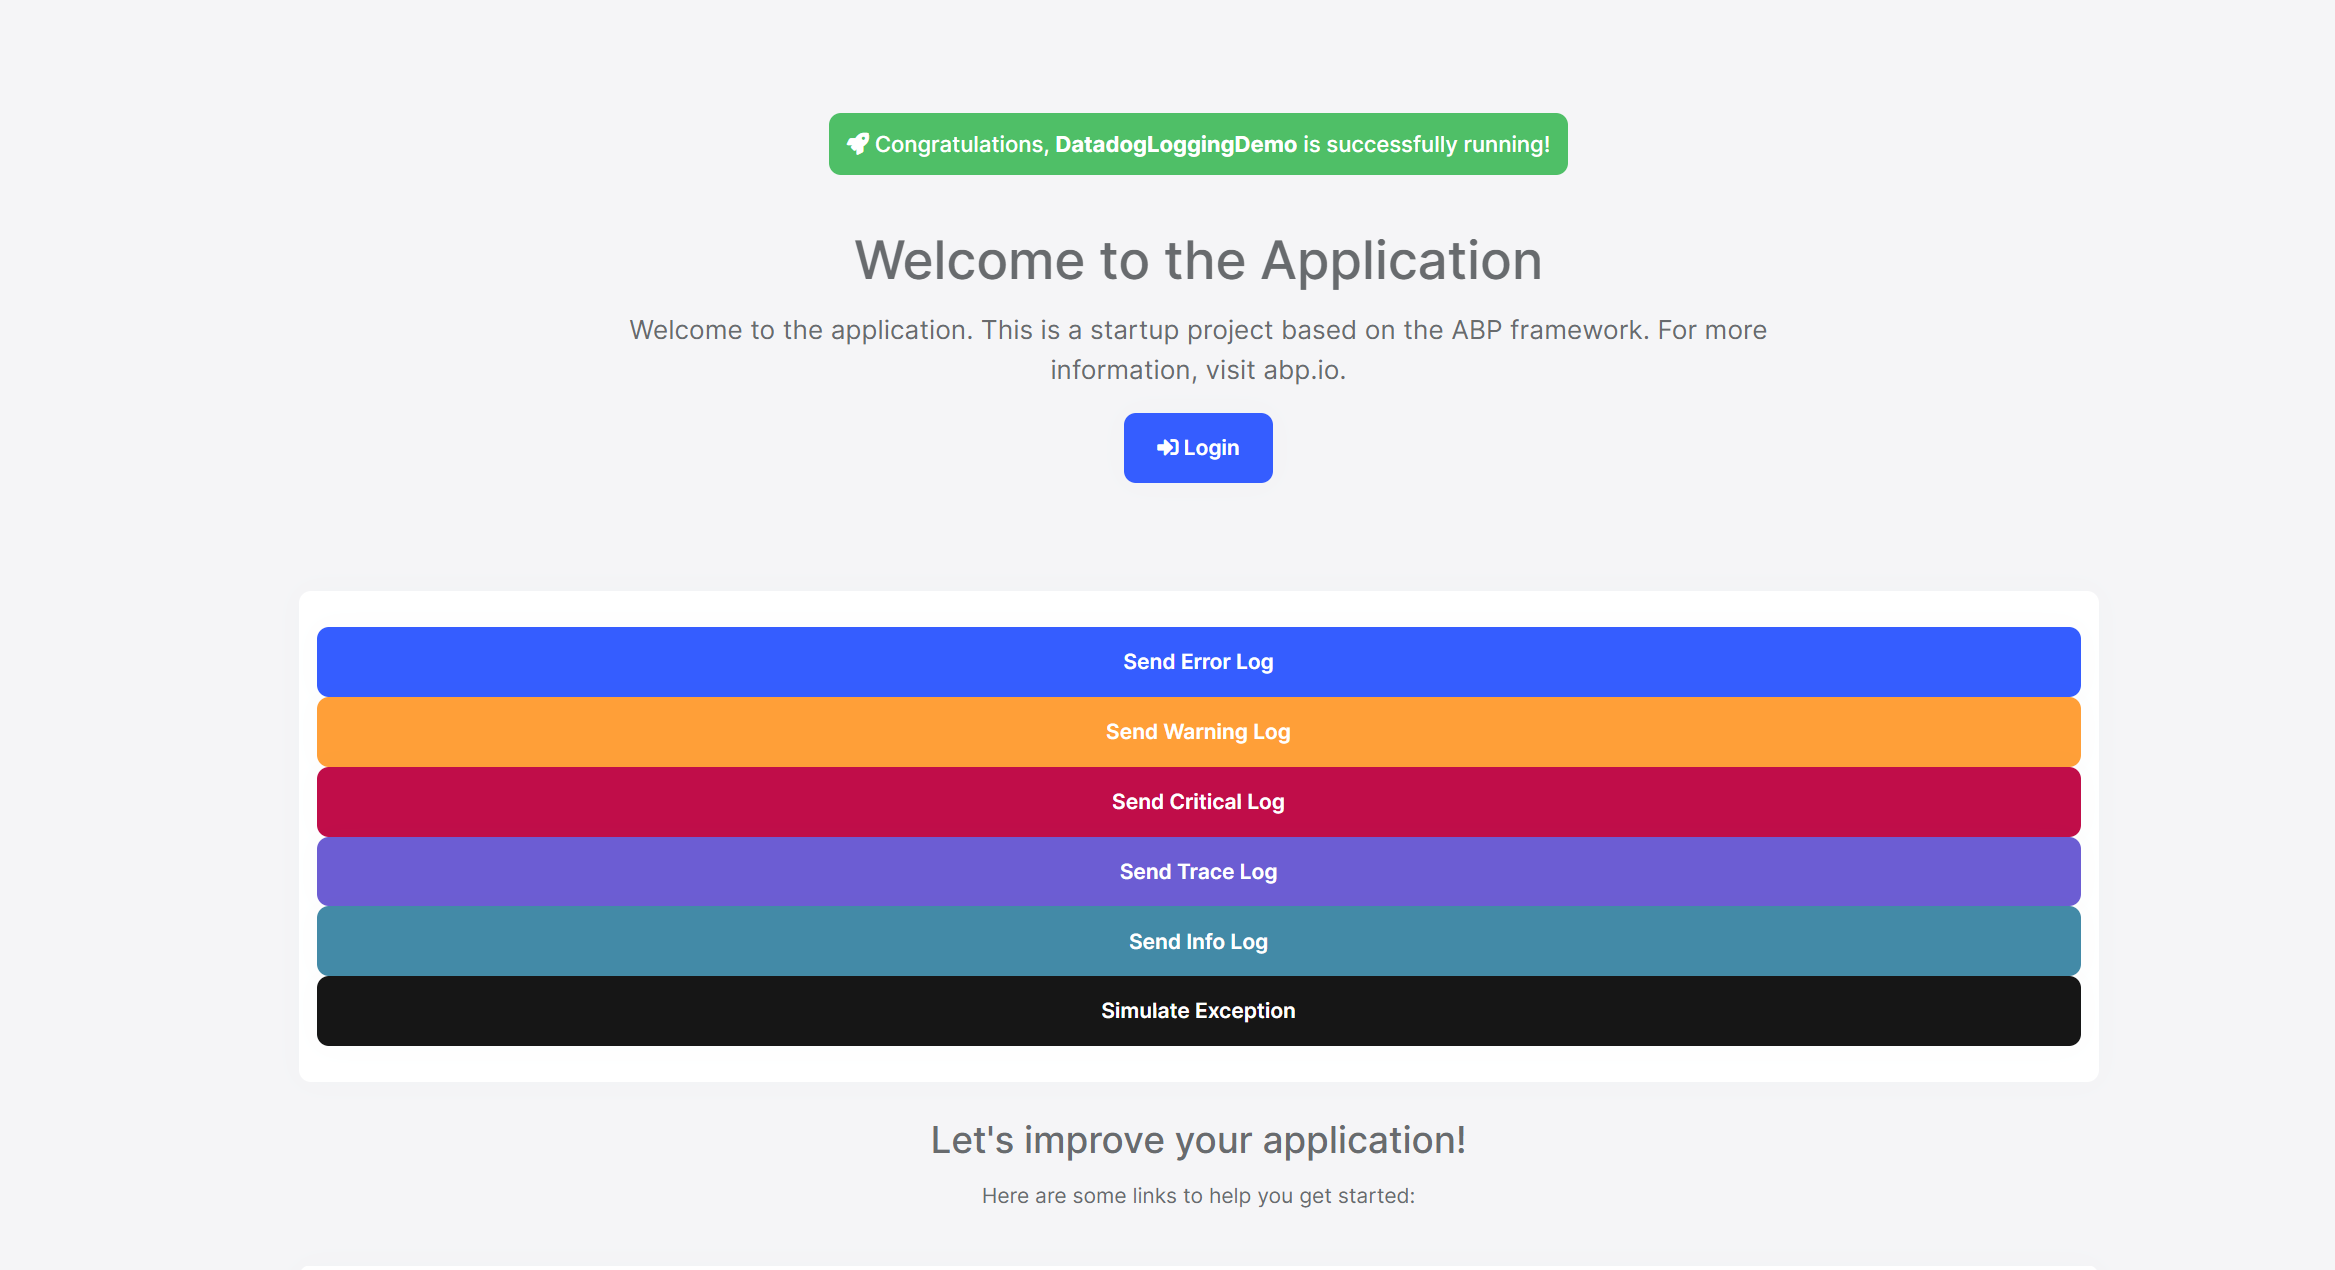 Congratulations, DatadogLoggingDemo is successfully running!
Welcome to the Application
Welcome to the application. This is a startup project based on the ABP framework. For more
information, visit abp.io.
Login
Send Error Log
Send Warning Log
Send Critical Log
Send Trace Log
Send Info Log
Simulate Exception
Let's improve your application!
Here are some links to help you get started: